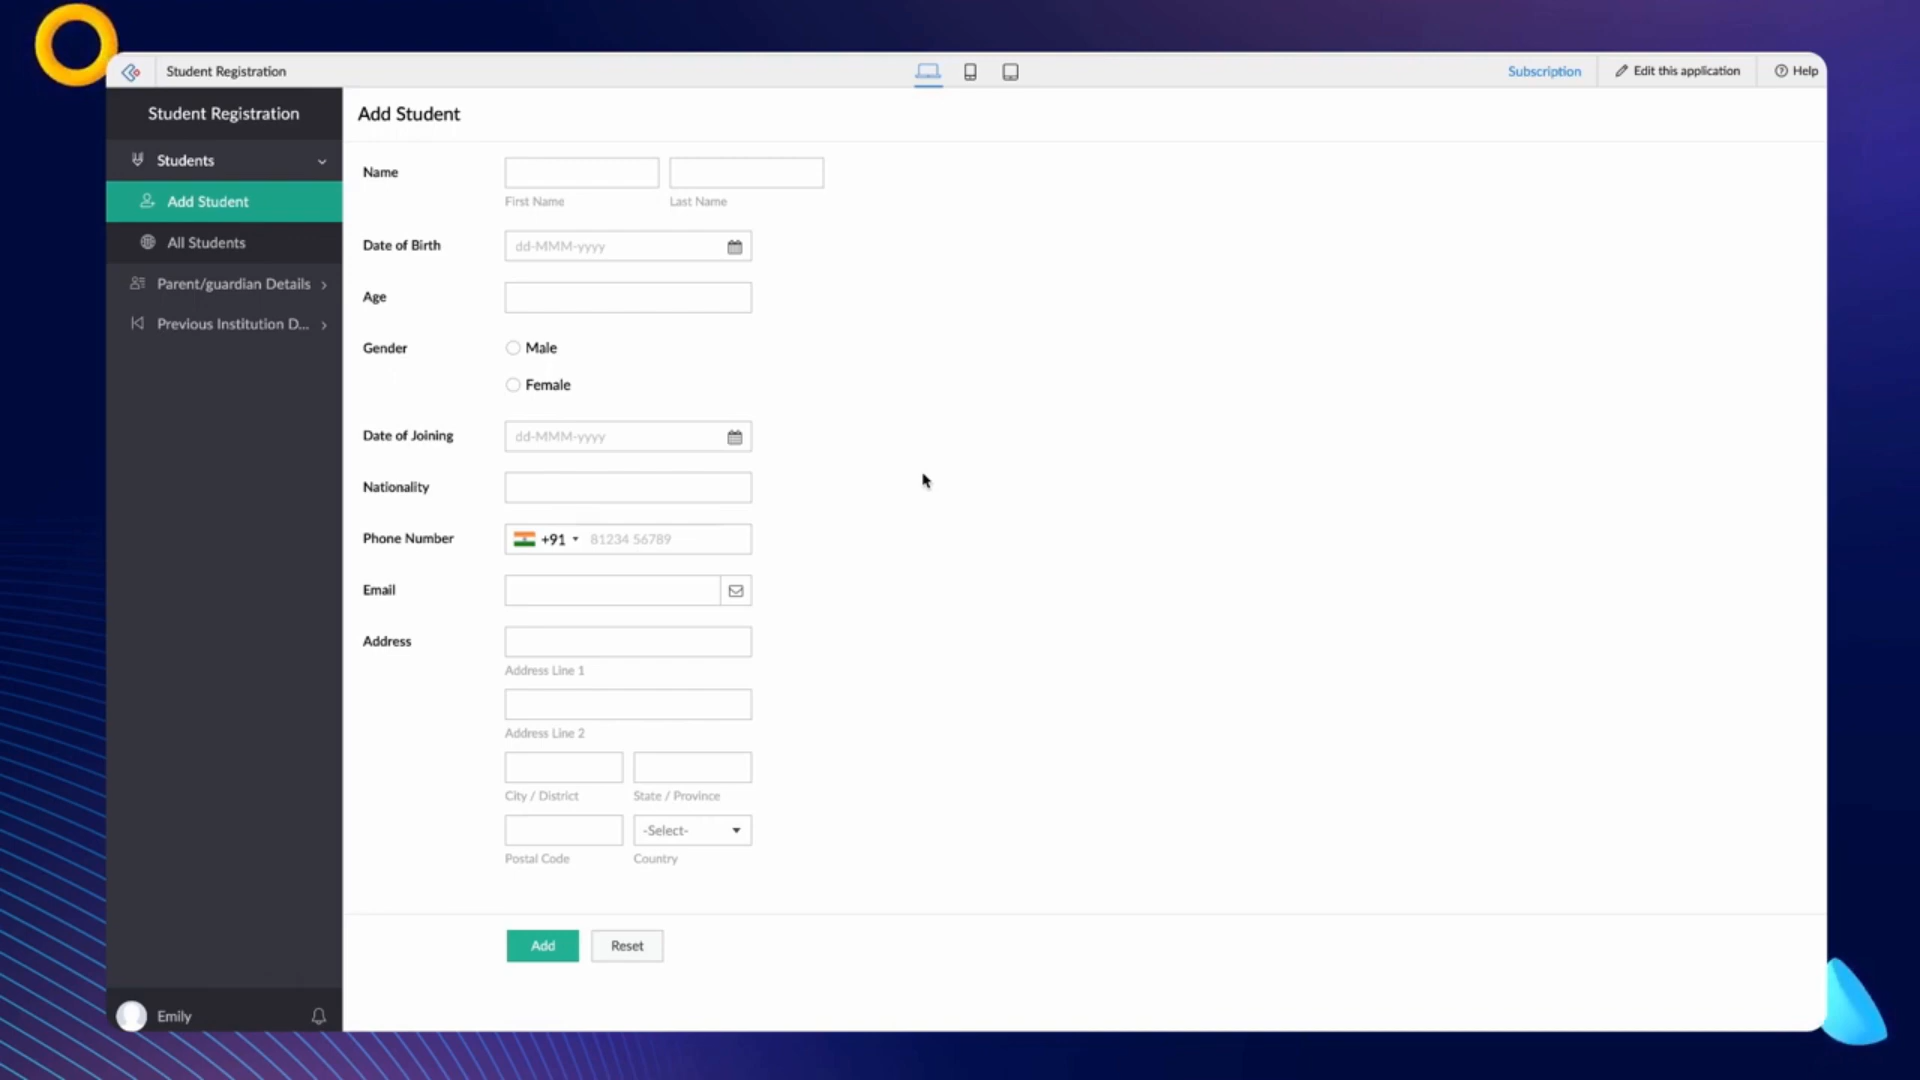 Student Registration
Subscription
Edit this application
Help
Student Registration
Students
Add Student
All Students
Parent/guardian Details
Previous Institution D...
Emily
Add Student
Name
First Name
Last Name
Date of Birth
dd-MMM-yyyy
Age
Gender
Male
Female
Date of Joining
dd-MMM-yyyy
Nationality
Phone Number
+91 81234 56789
Email
Address
Address Line 1
Address Line 2
City / District
State / Province
-Select-
Postal Code
Country
Add
Reset